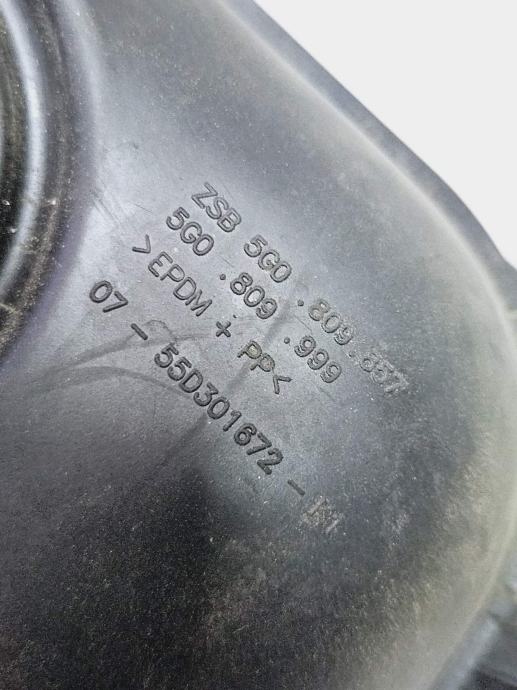 ZSB 5G0 .809.857
5G0 .809 .999
>EPDM + PP<
07 - 55D301672 -